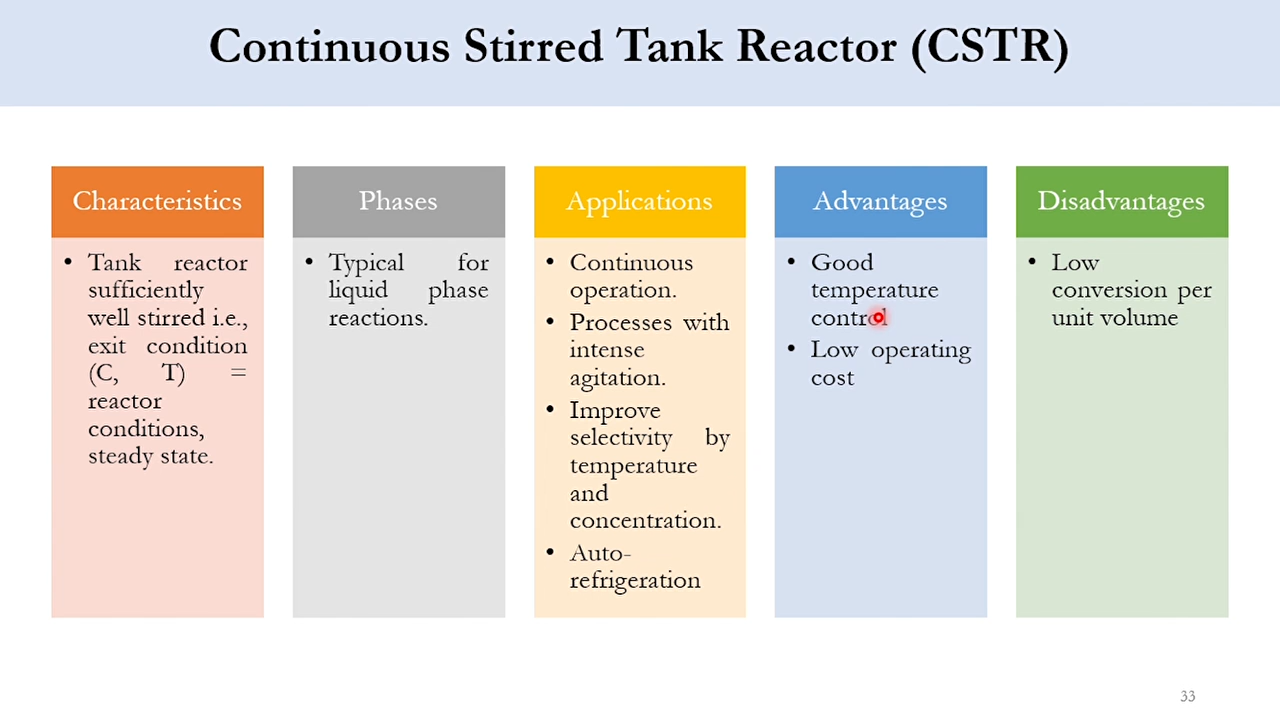 Continuous Stirred Tank Reactor (CSTR)
Characteristics
• Tank reactor
sufficiently
well stirred i.e.,
exit condition
(C, T) =
reactor
conditions,
steady state.
Phases
• Typical for
liquid phase
reactions.
Applications
• Continuous
operation.
• Processes with
intense
agitation.
• Improve
selectivity by
temperature
and
concentration.
• Auto-
refrigeration
Advantages
• Good
temperature
control
• Low operating
cost
Disadvantages
• Low
conversion per
unit volume
33